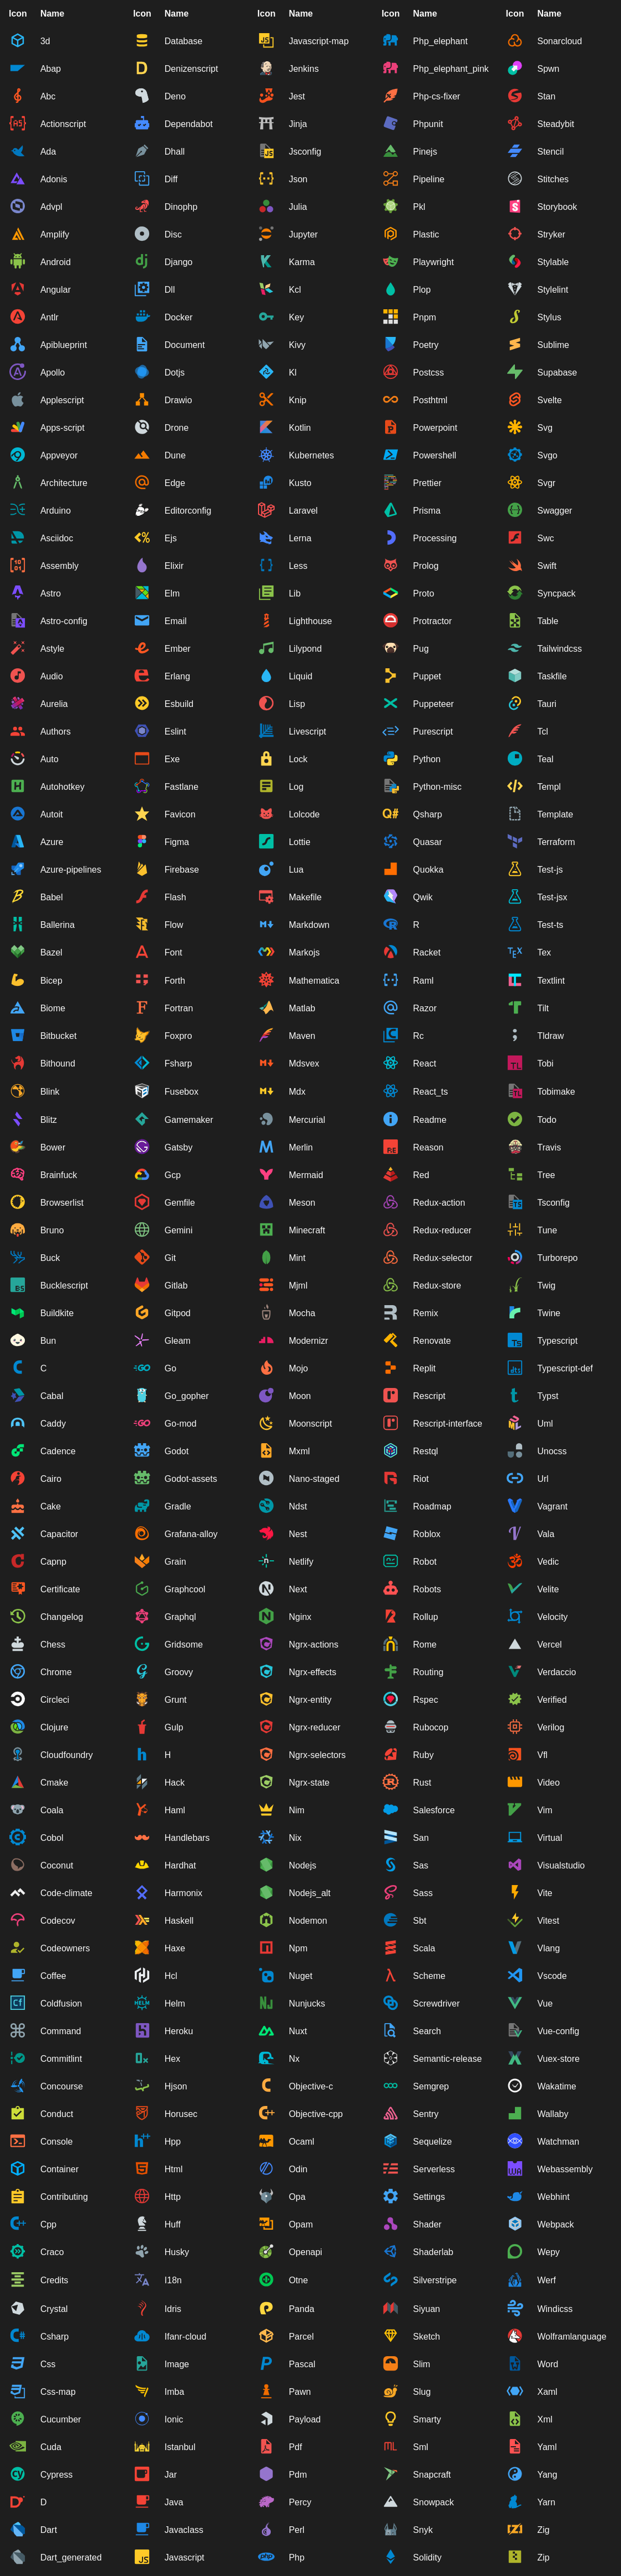 Icon Name Icon Name Icon Name Icon Name Icon Name
3d Database Javascript-map Php_elephant Sonarcloud
Abap Denizenscript Jenkins Php_elephant_pink Spwn
Abc Deno Jest Php-cs-fixer Stan
Actionscript Dependabot Jinja Phpunit Steadybit
Ada Dhall Jsconfig Pinejs Stencil
Adonis Diff Json Pipeline Stitches
Advpl Dinophp Julia Pkl Storybook
Amplify Disc Jupyter Plastic Stryker
Android Django Karma Playwright Stylable
Angular Dll Kcl Plop Stylelint
Antlr Docker Key Pnpm Stylus
Apiblueprint Document Kivy Poetry Sublime
Apollo Dotjs Kl Postcss Supabase
Applescript Drawio Knip Posthtml Svelte
Apps-script Drone Kotlin Powerpoint Svg
Appveyor Dune Kubernetes Powershell Svgo
Architecture Edge Kusto Prettier Svgr
Arduino Editorconfig Laravel Prisma Swagger
Asciidoc Ejs Lerna Processing Swc
Assembly Elixir Less Prolog Swift
Astro Elm Lib Proto Syncpack
Astro-config Email Lighthouse Protractor Table
Astyle Ember Lilypond Pug Tailwindcss
Audio Erlang Liquid Puppet Taskfile
Aurelia Esbuild Lisp Puppeteer Tauri
Authors Eslint Livescript Purescript Tcl
Auto Exe Lock Python Teal
Autohotkey Fastlane Log Python-misc Templ
Autoit Favicon Lolcode Qsharp Template
Azure Figma Lottie Quasar Terraform
Azure-pipelines Firebase Lua Quokka Test-js
Babel Flash Makefile Qwik Test-jsx
Ballerina Flow Markdown R Test-ts
Bazel Font Markojs Racket Tex
Bicep Forth Mathematica Raml Textlint
Biome Fortran Matlab Razor Tilt
Bitbucket Foxpro Maven Rc Tldraw
Bithound Fsharp Mdsvex React Tobi
Blink Fusebox Mdx React_ts Tobimake
Blitz Gamemaker Mercurial Readme Todo
Bower Gatsby Merlin Reason Travis
Brainfuck Gcp Mermaid Red Tree
Browserlist Gemfile Meson Redux-action Tsconfig
Bruno Gemini Minecraft Redux-reducer Tune
Buck Git Mint Redux-selector Turborepo
Bucklescript Gitlab Mjml Redux-store Twig
Buildkite Gitpod Mocha Remix Twine
Bun Gleam Modernizr Renovate Typescript
C Go Mojo Replit Typescript-def
Cabal Go_gopher Moon Rescript Typst
Caddy Go-mod Moonscript Rescript-interface Uml
Cadence Godot Mxml Restql Unocss
Cairo Godot-assets Nano-staged Riot Url
Cake Gradle Ndst Roadmap Vagrant
Capacitor Grafana-alloy Nest Roblox Vala
Capnp Grain Netlify Robot Vedic
Certificate Graphcool Next Robots Velite
Changelog Graphql Nginx Rollup Velocity
Chess Gridsome Ngrx-actions Rome Vercel
Chrome Groovy Ngrx-effects Routing Verdaccio
Circleci Grunt Ngrx-entity Rspec Verified
Clojure Gulp Ngrx-reducer Rubocop Verilog
Cloudfoundry H Ngrx-selectors Ruby Vfl
Cmake Hack Ngrx-state Rust Video
Coala Haml Nim Salesforce Vim
Cobol Handlebars Nix San Virtual
Coconut Hardhat Nodejs Sas Visualstudio
Code-climate Harmonix Nodejs_alt Sass Vite
Codecov Haskell Nodemon Sbt Vitest
Codeowners Haxe Npm Scala Vlang
Coffee Hcl Nuget Scheme Vscode
Coldfusion Helm Nunjucks Screwdriver Vue
Command Heroku Nuxt Search Vue-config
Commitlint Hex Nx Semantic-release Vuex-store
Concourse Hjson Objective-c Semgrep Wakatime
Conduct Horusec Objective-cpp Sentry Wallaby
Console Hpp Ocaml Sequelize Watchman
Container Html Odin Serverless Webassembly
Contributing Http Opa Settings Webhint
Cpp Huff Opam Shader Webpack
Craco Husky Openapi Shaderlab Wepy
Credits I18n Otne Silverstripe Werf
Crystal Idris Panda Siyuan Windicss
Csharp Ifanr-cloud Parcel Sketch Wolframlanguage
Css Image Pascal Slim Word
Css-map Imba Pawn Slug Xaml
Cucumber Ionic Payload Smarty Xml
Cuda Istanbul Pdf Sml Yaml
Cypress Jar Pdm Snapcraft Yang
D Java Percy Snowpack Yarn
Dart Javaclass Perl Snyk Zig
Dart_generated Javascript Php Solidity Zip